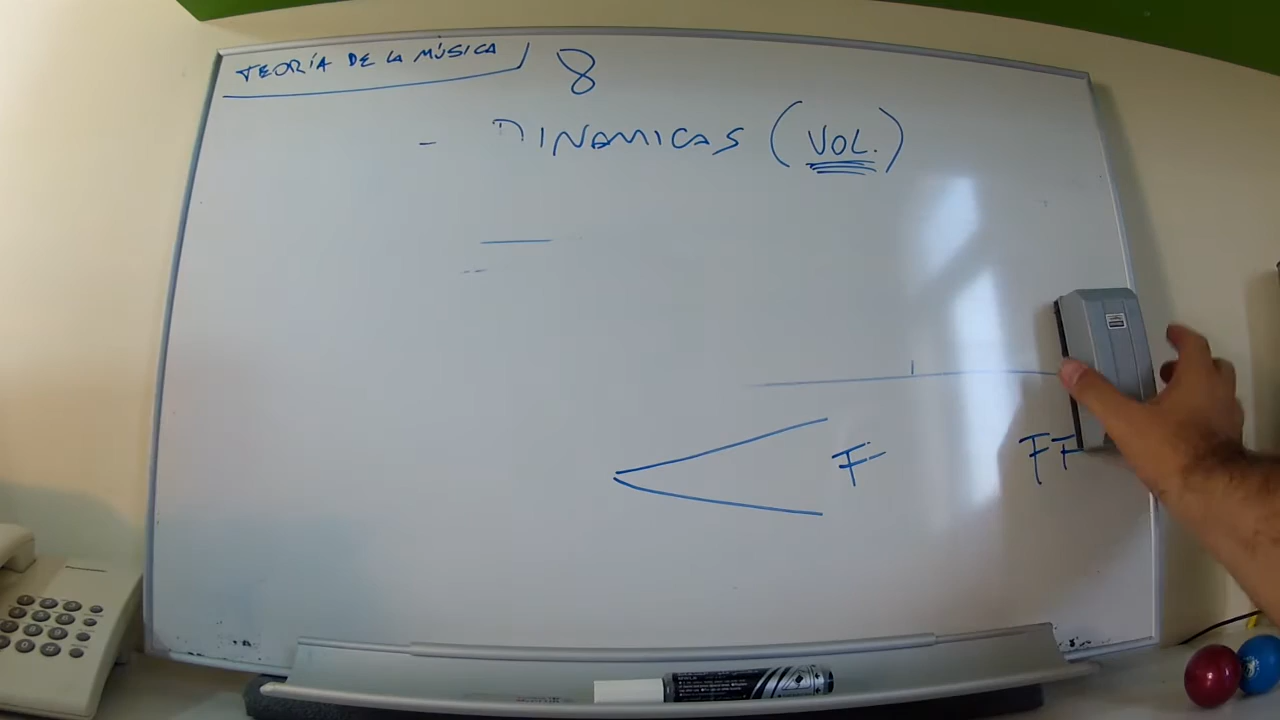 TEORÍA DE LA MÚSICA 8
- DINAMICAS (VOL.)
F FF